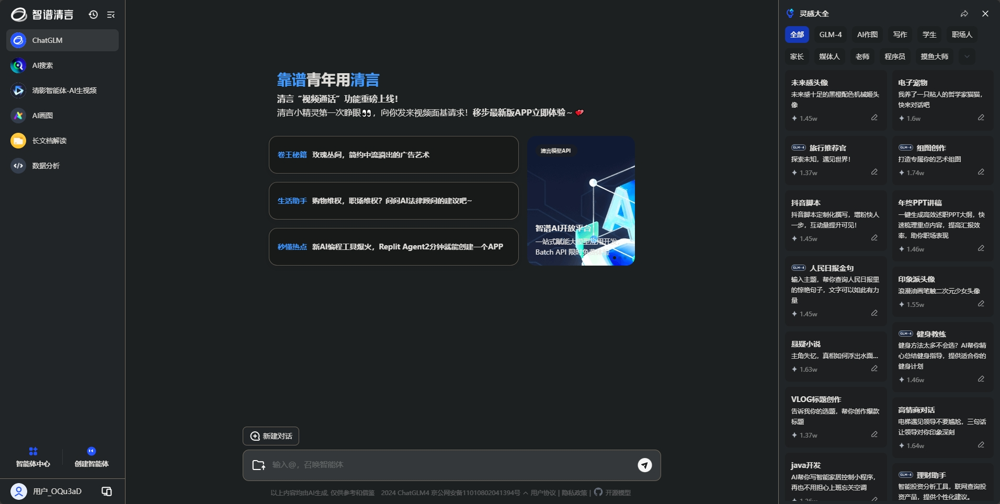 智谱清言
ChatGLM
AI搜索
清影智能体-AI生视频
AI画图
长文档解读
数据分析
智能体中心
创建智能体
用户_OQu3aD
靠谱青年用清言
清言“视频通话”功能重磅上线！
清言小精灵第一次睁眼👀，向你发来视频面基请求！移步最新版APP立即体验～💕
卷王秘籍 玫瑰丛间，简约中流淌出的广告艺术
生活助手 购物维权，职场维权？问问AI法律顾问的建议吧~
秒懂热点 新AI编程工具爆火，Replit Agent2分钟就能创建一个APP
清言模型API
智谱AI开放平台
一站式赋能大模型应用开发，
Batch API 限时免费体验
新建对话
输入@，召唤智能体
以上内容均由AI生成, 仅供参考和借鉴 2024 ChatGLM4 京公网安备11010802041394号 用户协议 | 隐私政策 | 开源模型
灵感大全
全部 GLM-4 AI作图 写作 学生 职场人
家长 媒体人 老师 程序员 摸鱼大师
未来感头像
未来感十足的黑橙配色机械姬头
像
1.45w
电子宠物
我养了一只粘人的哲学家猫猫，
快来对话吧
1.6w
GLM-4 旅行推荐官
探索未知，遇见世界！
1.37w
GLM-4 组图创作
打造专属你的艺术组图
1.74w
抖音脚本
抖音脚本定制化撰写，增粉快人
一步，互动量提升可见！
1.45w
年终PPT讲稿
一键生成高效述职PPT大纲，快
速梳理重点内容，提高汇报效
率，助你职场表现
1.46w
GLM-4 人民日报金句
输入主题，帮你查询人民日报里
的惊艳句子，文字可以如此有力
量
1.45w
印象派头像
浪漫油画笔触二次元少女头像
1.55w
悬疑小说
主角失忆，真相如何浮出水面...
1.63w
GLM-4 健身教练
健身方法太多不会选？AI帮你精
心总结健身指导，提供适合你的
健身计划
1.46w
VLOG标题创作
告诉我你的选题，帮你创作爆款
标题
1.37w
高情商对话
电梯遇见领导不要尴尬，三句话
让领导对你印象深刻
1.64w
java开发
AI帮你写智能家居控制小程序，
再也不用担心上班忘关空调
GLM-4 理财助手
智能投资分析工具，联网查询投
资产品，提供个性化建议。